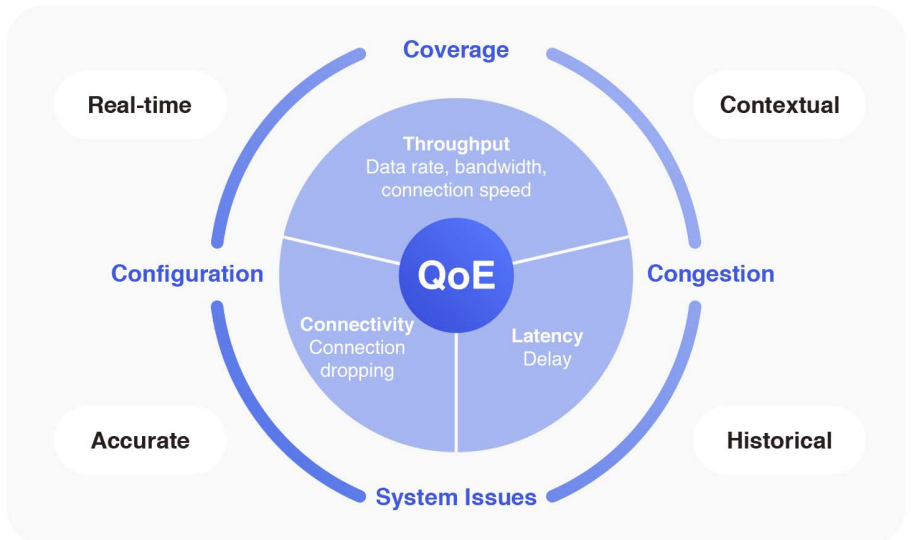 Coverage
Real-time
Contextual
Throughput
Data rate, bandwidth,
connection speed
Configuration
QoE
Congestion
Connectivity
Connection
dropping
Latency
Delay
Accurate
Historical
System Issues